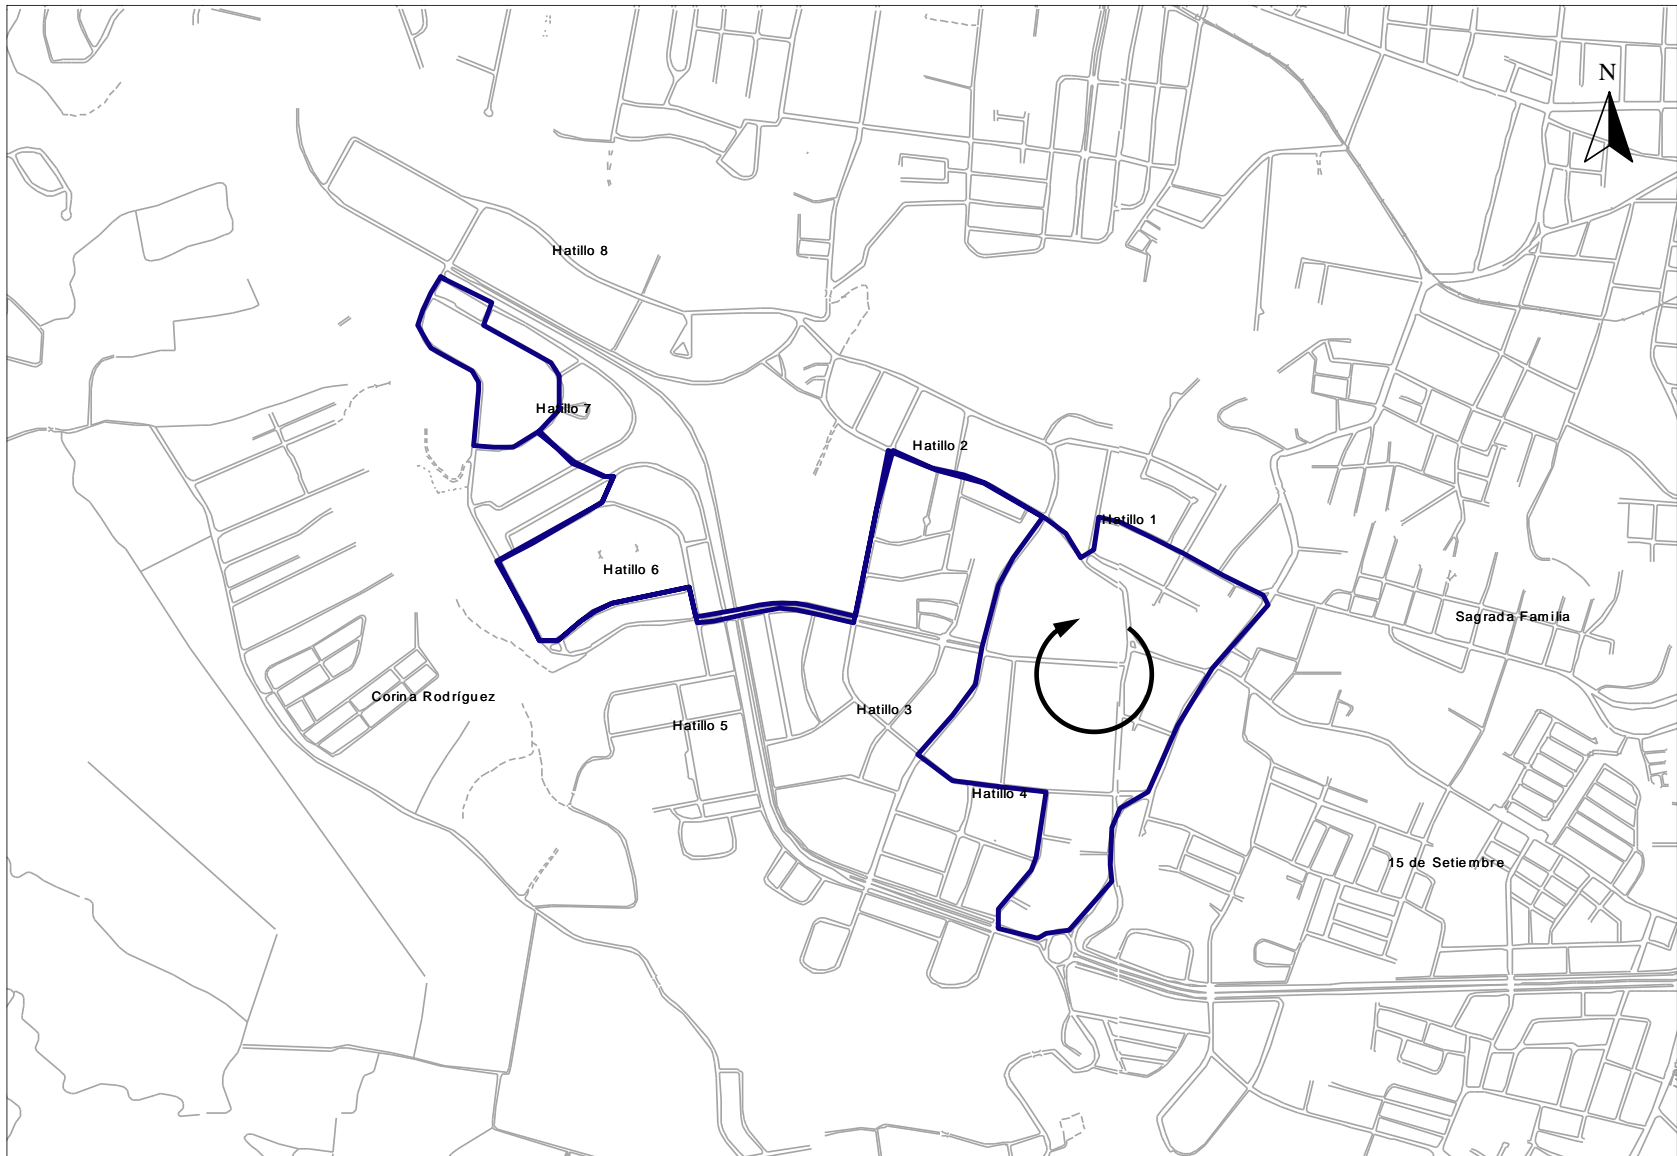 N
Hatillo 8
Hatillo 7
Hatillo 2
Hatillo 1
Hatillo 6
Sagrada Familia
Corina Rodríguez
Hatillo 3
Hatillo 5
Hatillo 4
15 de Setiembre